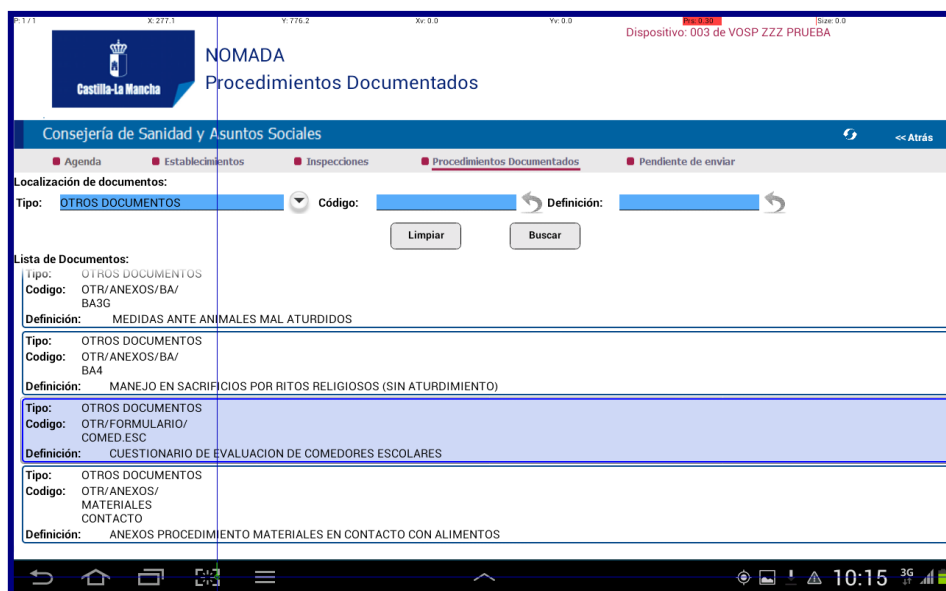 P: 1 / 1 X: 277.1 Y: 776.2 Xv: 0.0 Yv: 0.0 Prs: 0.30 Size: 0.0
Dispositivo: 003 de VOSP ZZZ PRUEBA
Castilla-La Mancha
NOMADA
Procedimientos Documentados
Consejería de Sanidad y Asuntos Sociales << Atrás
Agenda Establecimientos Inspecciones Procedimientos Documentados Pendiente de enviar
Localización de documentos:
Tipo: OTROS DOCUMENTOS Código: Definición:
Limpiar Buscar
Lista de Documentos:
Tipo: OTROS DOCUMENTOS
Codigo: OTR/ANEXOS/BA/
BA3G
Definición: MEDIDAS ANTE ANIMALES MAL ATURDIDOS
Tipo: OTROS DOCUMENTOS
Codigo: OTR/ANEXOS/BA/
BA4
Definición: MANEJO EN SACRIFICIOS POR RITOS RELIGIOSOS (SIN ATURDIMIENTO)
Tipo: OTROS DOCUMENTOS
Codigo: OTR/FORMULARIO/
COMED.ESC
Definición: CUESTIONARIO DE EVALUACION DE COMEDORES ESCOLARES
Tipo: OTROS DOCUMENTOS
Codigo: OTR/ANEXOS/
MATERIALES
CONTACTO
Definición: ANEXOS PROCEDIMIENTO MATERIALES EN CONTACTO CON ALIMENTOS
10:15 3G